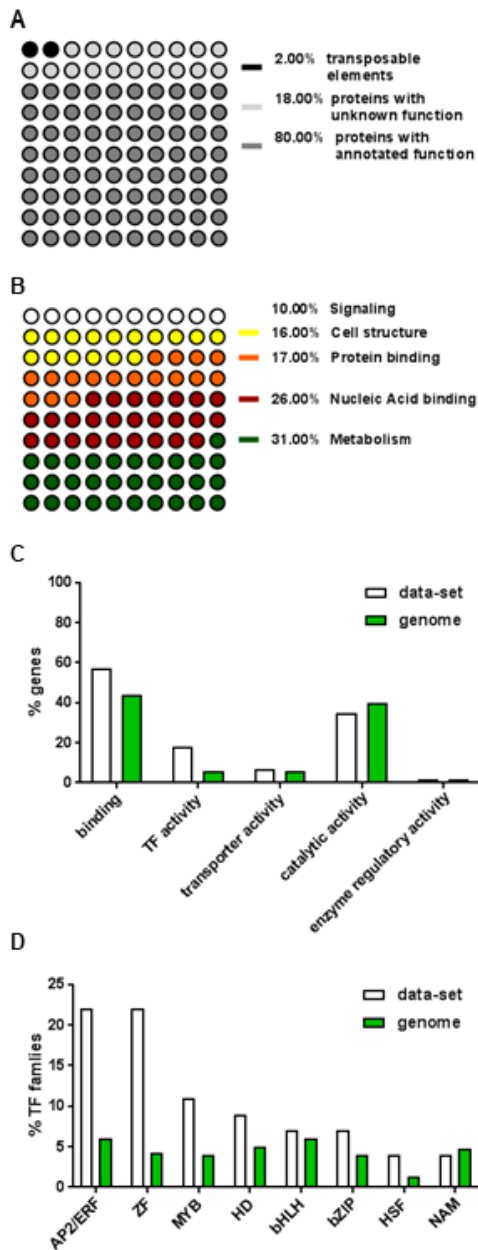 A
2.00% transposable
elements
18.00% proteins with
unknown function
80.00% proteins with
annotated function
B
10.00% Signaling
16.00% Cell structure
17.00% Protein binding
26.00% Nucleic Acid binding
31.00% Metabolism
C
100
80
60
40
20
0
% genes
data-set
genome
binding
TF activity
transporter activity
catalytic activity
enzyme regulatory activity
D
25
20
15
10
5
0
% TF famlies
data-set
genome
AP2/ERF
ZF
MYB
HD
bHLH
bZIP
HSF
NAM